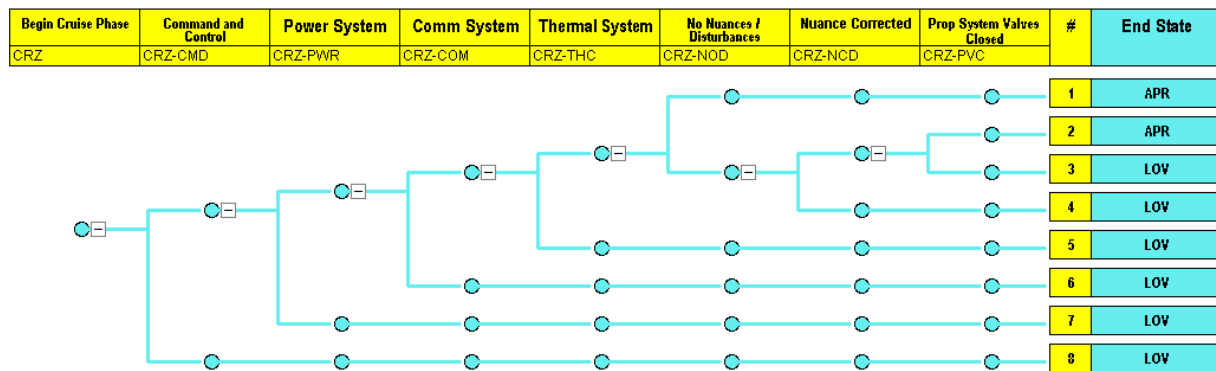 Begin Cruise Phase
Command and
Control
Power System
Comm System
Thermal System
No Nuances /
Disturbances
Nuance Corrected
Prop System Valves
Closed
#
End State
CRZ
CRZ-CMD
CRZ-PWR
CRZ-COM
CRZ-THC
CRZ-NOD
CRZ-NCD
CRZ-PVC
1 APR
2 APR
3 LOV
4 LOV
5 LOV
6 LOV
7 LOV
8 LOV